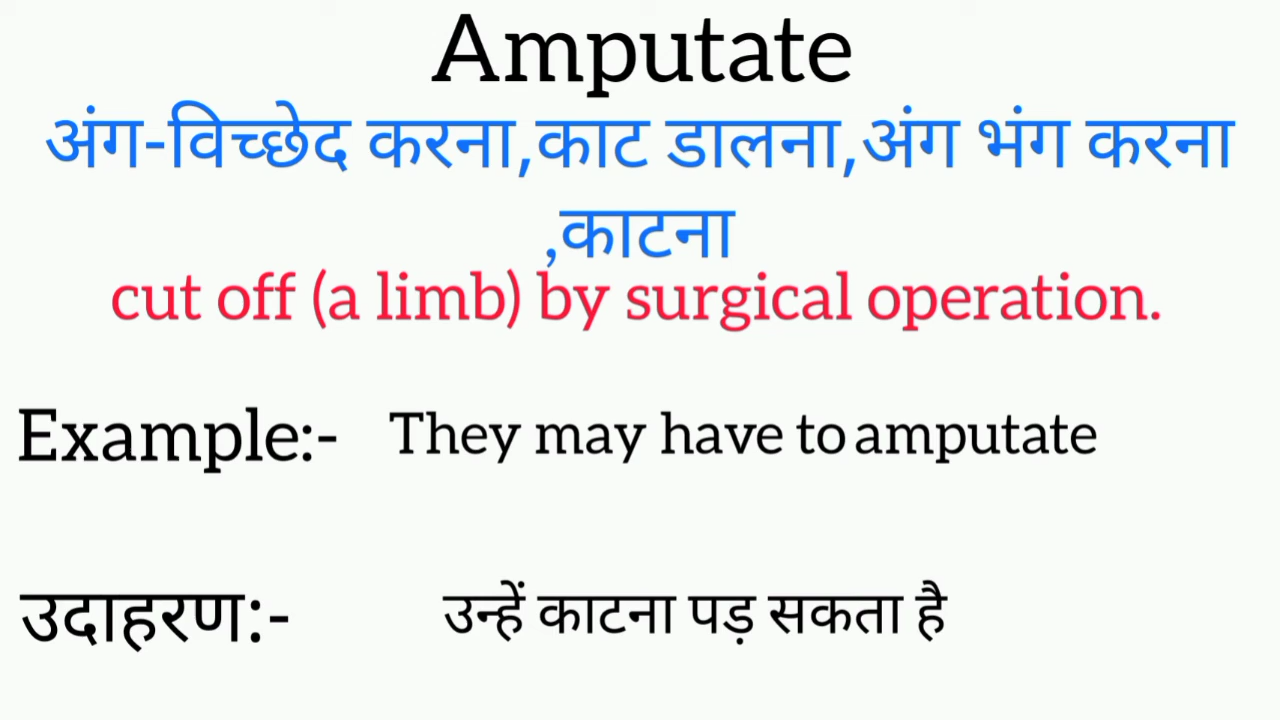 Amputate
अंग-विच्छेद करना,काट डालना,अंग भंग करना
,काटना
cut off (a limb) by surgical operation.
Example:- They may have to amputate
उदाहरण:- उन्हें काटना पड़ सकता है